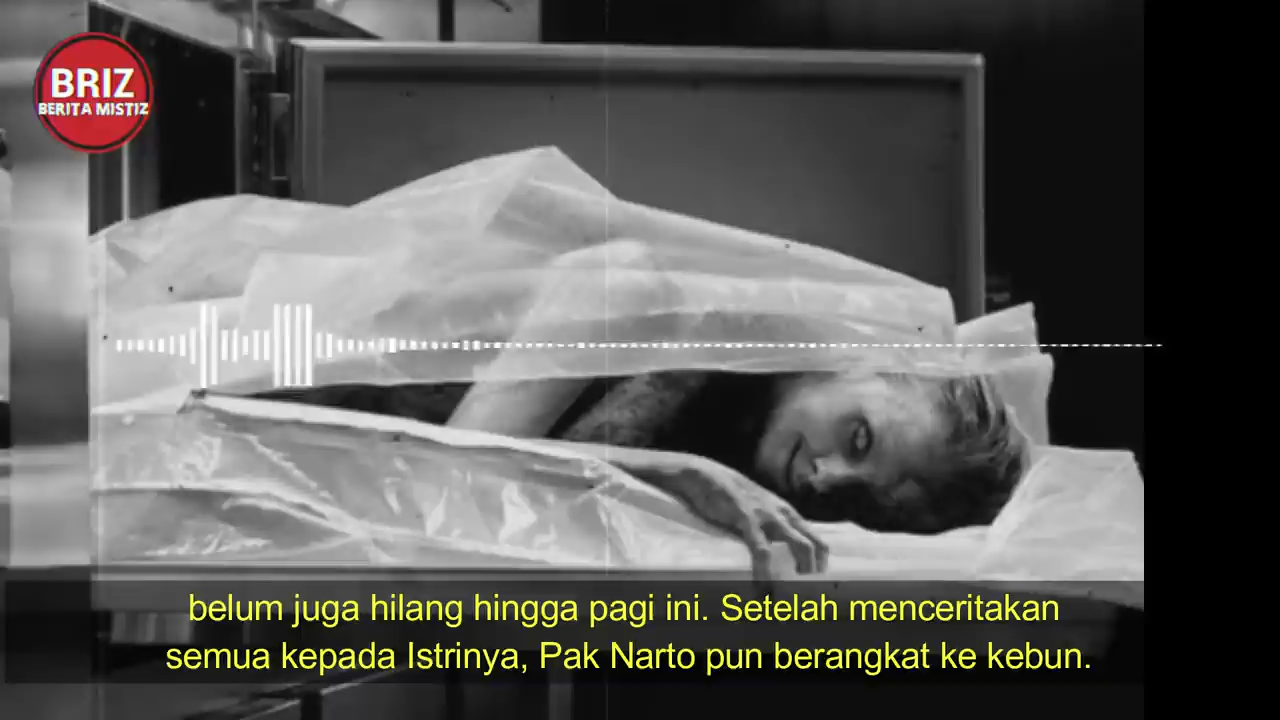 BRIZ
BERITA MISTIZ
belum juga hilang hingga pagi ini. Setelah menceritakan
semua kepada Istrinya, Pak Narto pun berangkat ke kebun.